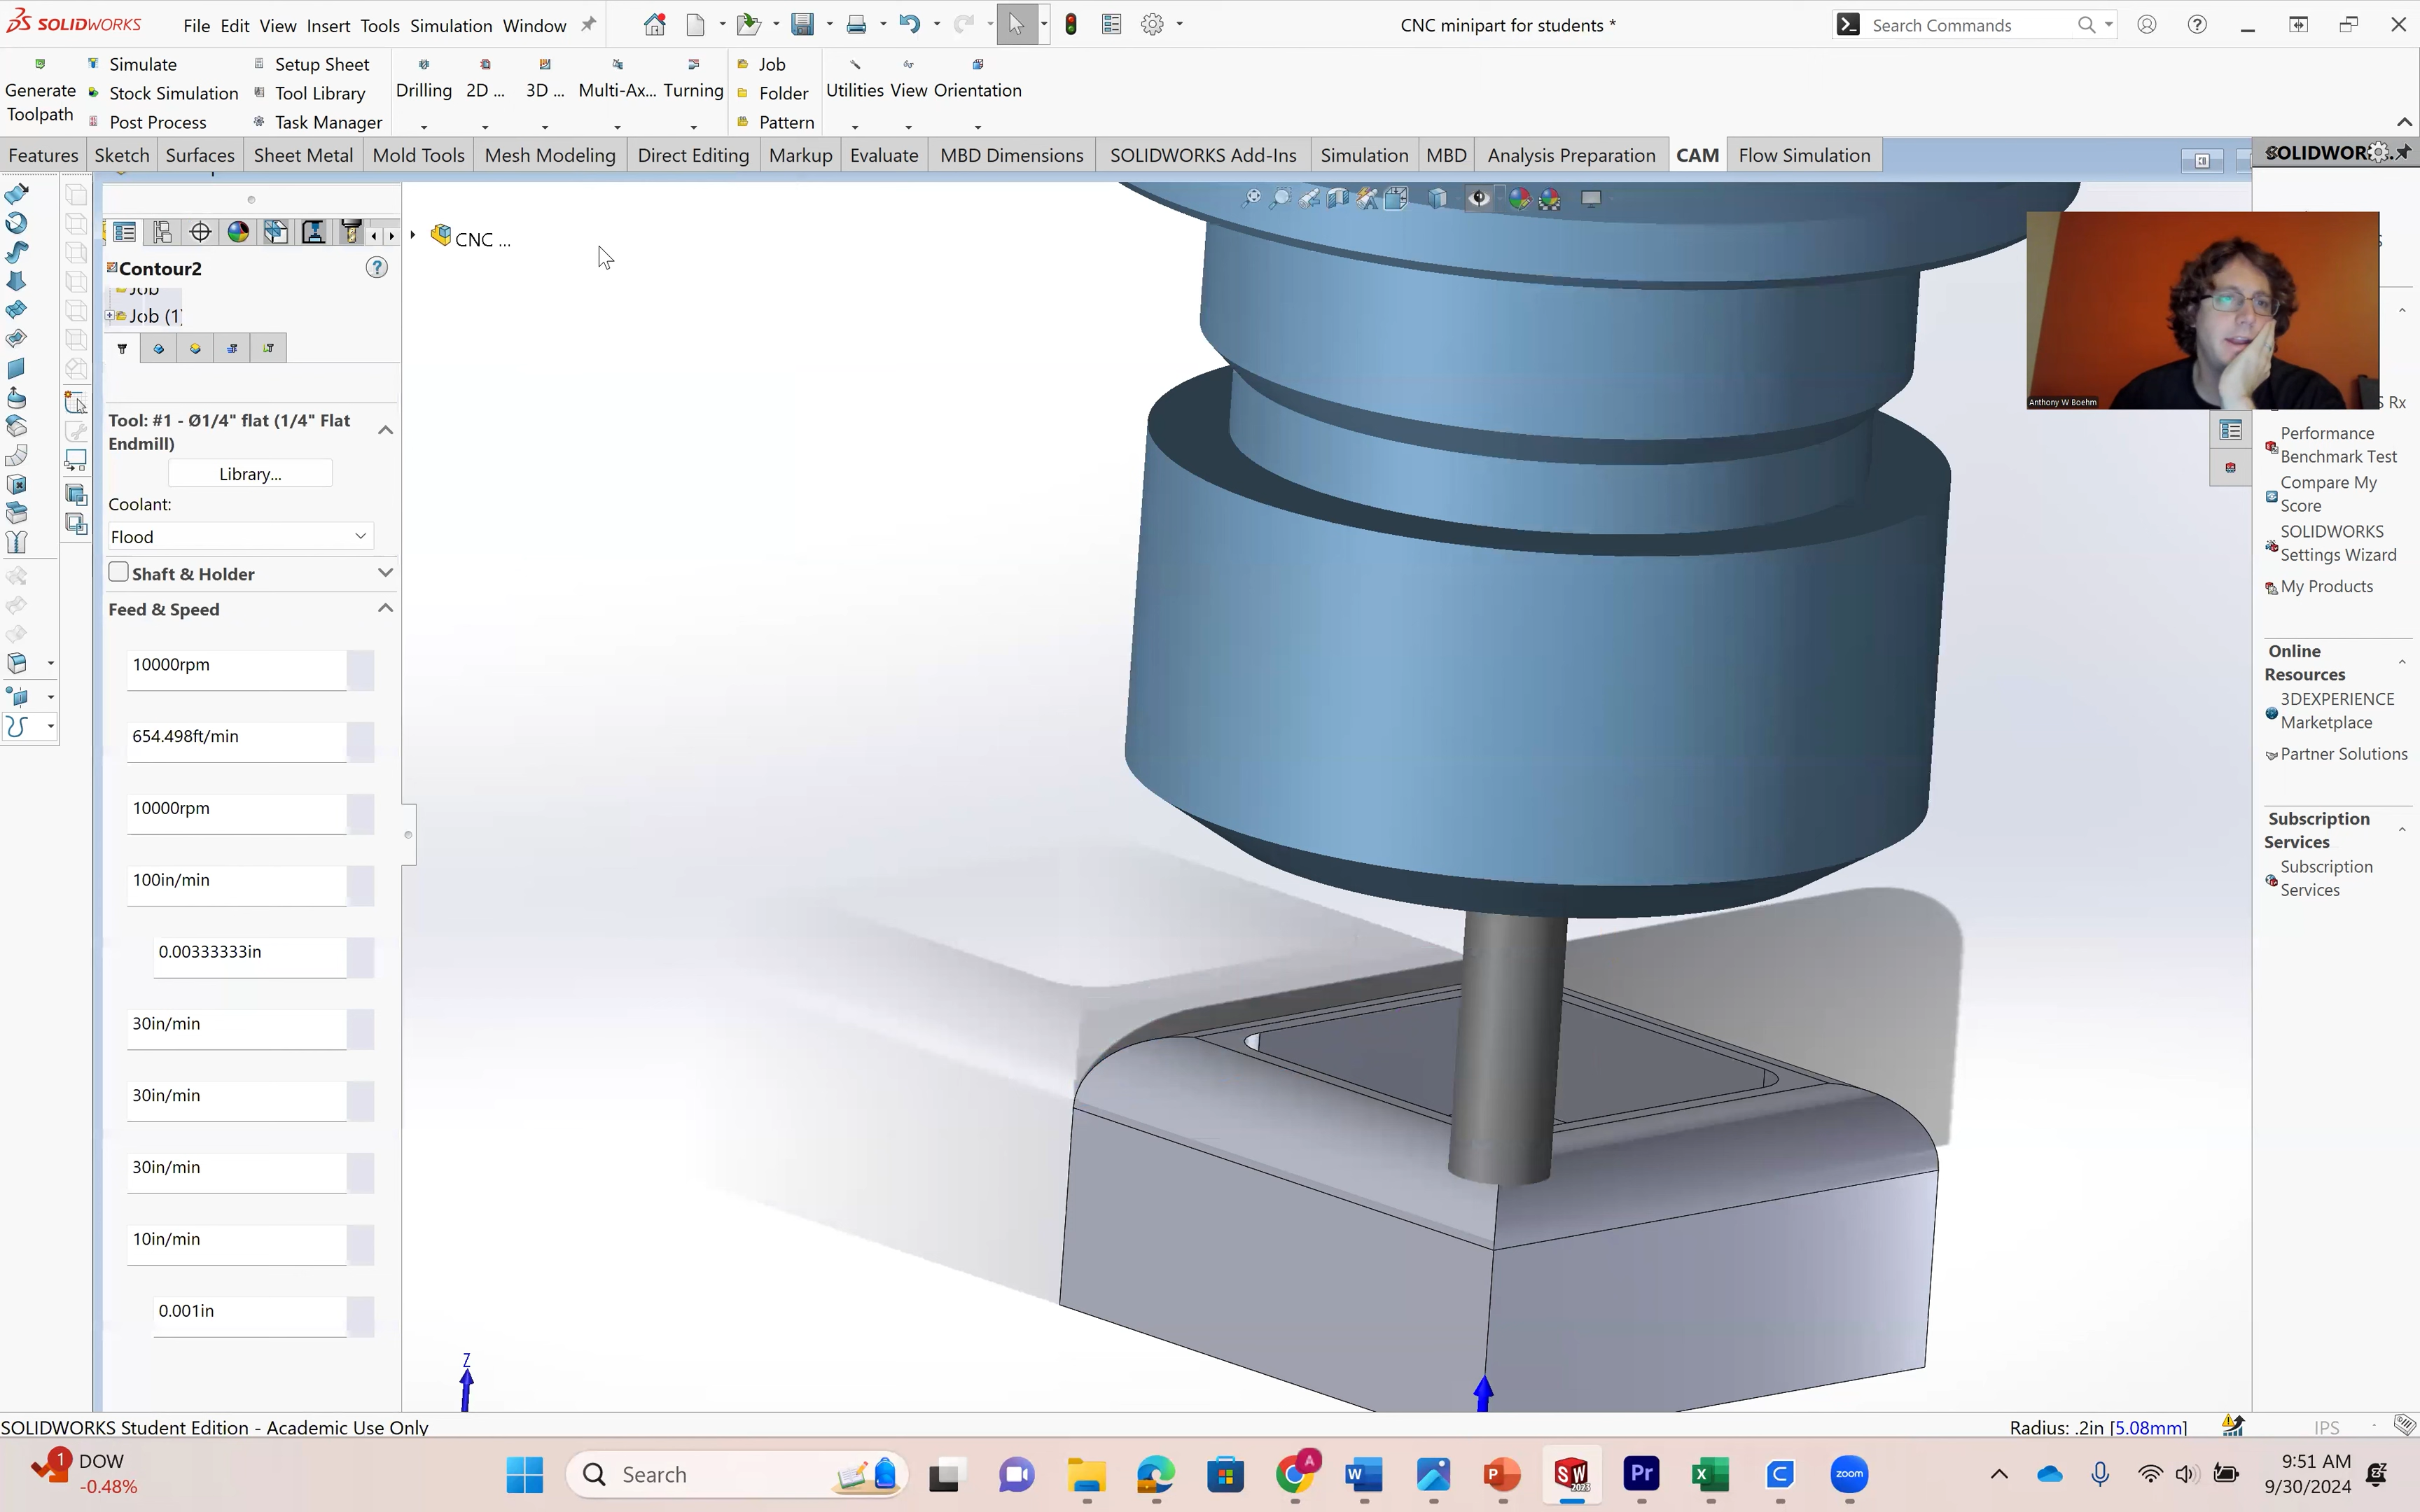 SOLIDWORKS File Edit View Insert Tools Simulation Window CNC minipart for students * Search Commands
Generate Toolpath
Simulate
Stock Simulation
Post Process
Setup Sheet
Tool Library
Task Manager
Drilling 2D ... 3D ... Multi-Ax... Turning
Job
Folder
Pattern
Utilities View Orientation
Features Sketch Surfaces Sheet Metal Mold Tools Mesh Modeling Direct Editing Markup Evaluate MBD Dimensions SOLIDWORKS Add-Ins Simulation MBD Analysis Preparation CAM Flow Simulation
CNC ...
Contour2
Job
Job (1)
Tool: #1 - Ø1/4" flat (1/4" Flat
Endmill)
Library...
Coolant:
Flood
Shaft & Holder
Feed & Speed
10000rpm
654.498ft/min
10000rpm
100in/min
0.00333333in
30in/min
30in/min
30in/min
10in/min
0.001in
Z
Anthony W Boehm
Rx
Performance
Benchmark Test
Compare My
Score
SOLIDWORKS
Settings Wizard
My Products
Online
Resources
3DEXPERIENCE
Marketplace
Partner Solutions
Subscription
Services
Subscription
Services
SOLIDWORKS Student Edition - Academic Use Only
Radius: .2in [5.08mm] IPS -
1
DOW
-0.48%
Search
A
W
P
SW
2023
Pr
X
C
zoom
9:51 AM
9/30/2024